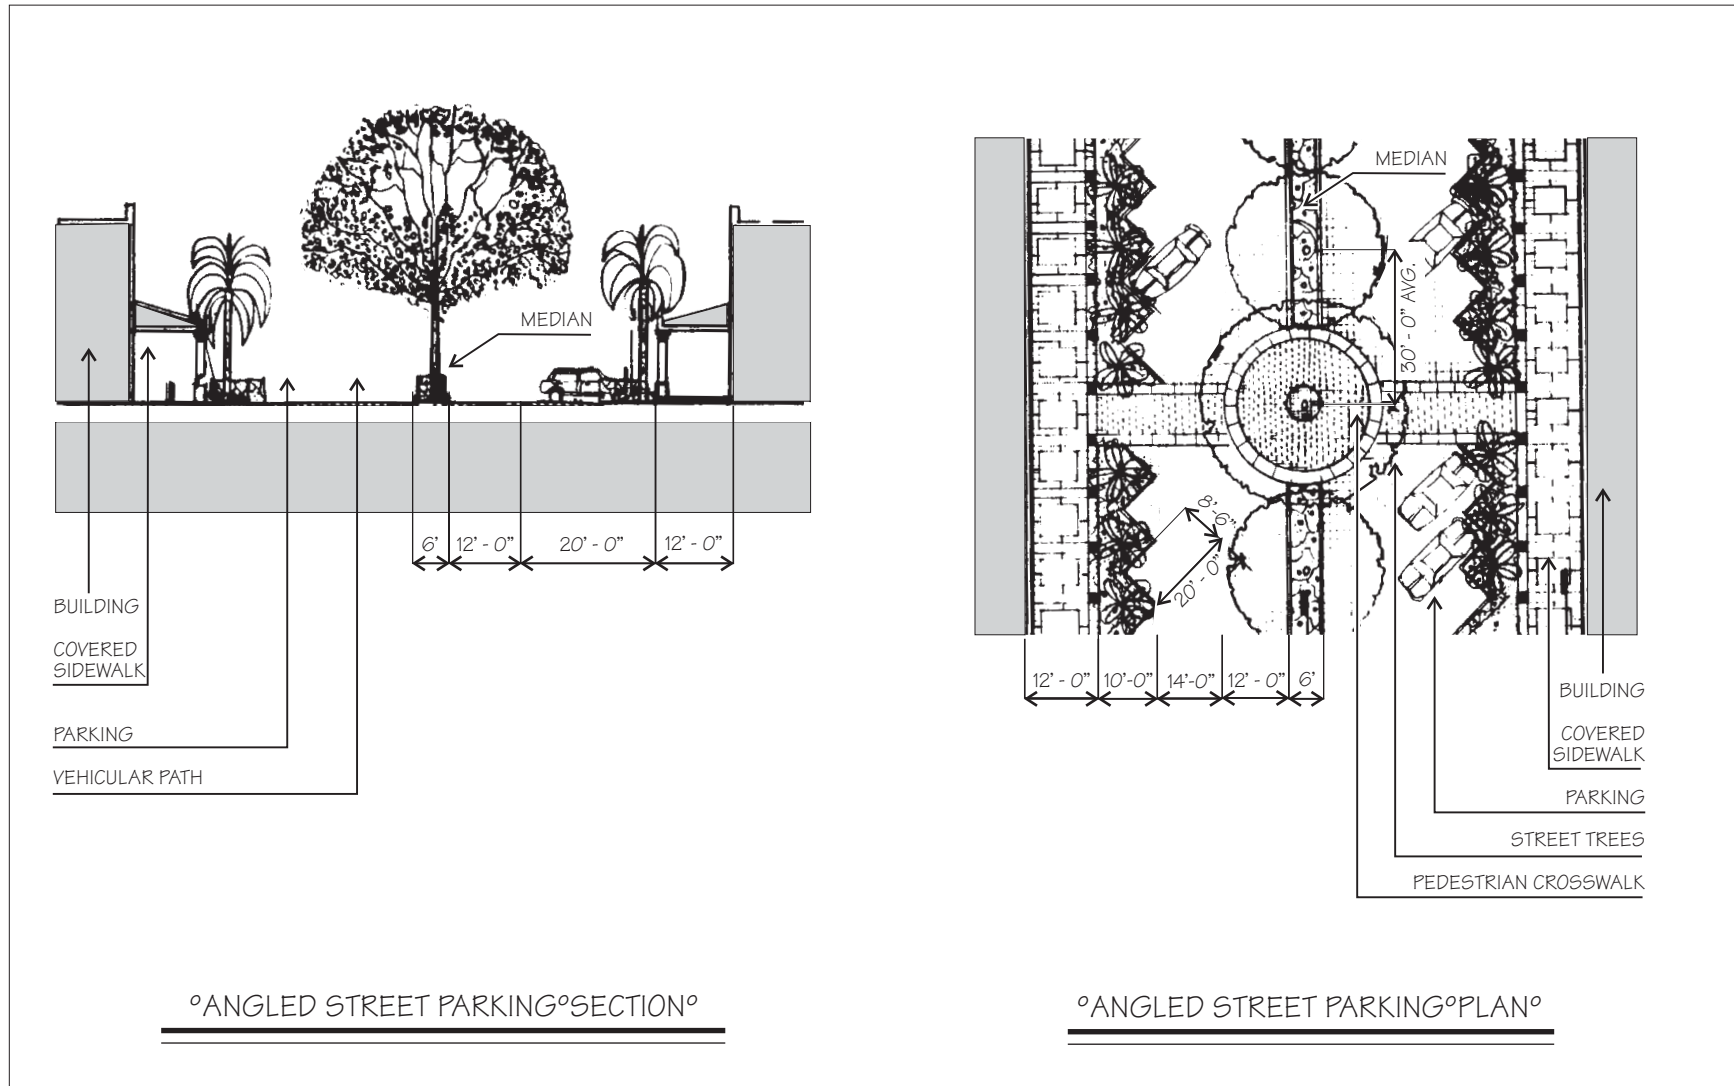 MEDIAN
6'
12' - 0"
20' - 0"
12' - 0"
BUILDING
COVERED
SIDEWALK
PARKING
VEHICULAR PATH
°ANGLED STREET PARKING°SECTION°
MEDIAN
30' - 0" AVG.
8'-6"
20' - 0"
12' - 0"
10'-0"
14'-0"
12' - 0"
6'
BUILDING
COVERED
SIDEWALK
PARKING
STREET TREES
PEDESTRIAN CROSSWALK
°ANGLED STREET PARKING°PLAN°